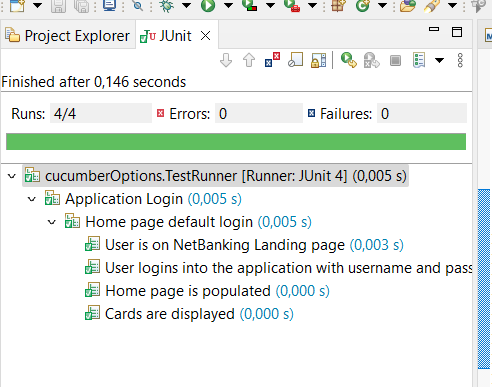 Project Explorer JUnit
Finished after 0,146 seconds
Runs: 4/4 Errors: 0 Failures: 0
cucumberOptions.TestRunner [Runner: JUnit 4] (0,005 s)
Application Login (0,005 s)
Home page default login (0,005 s)
User is on NetBanking Landing page (0,003 s)
User logins into the application with username and pass
Home page is populated (0,000 s)
Cards are displayed (0,000 s)